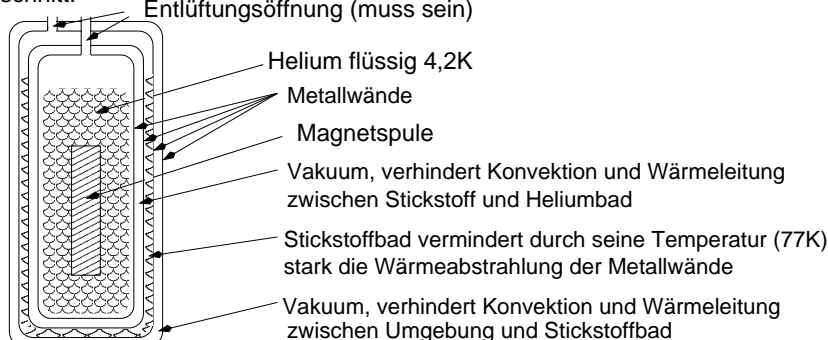 Entlüftungsöffnung (muss sein)
Helium flüssig 4,2K
Metallwände
Magnetspule
Vakuum, verhindert Konvektion und Wärmeleitung
zwischen Stickstoff und Heliumbad
Stickstoffbad vermindert durch seine Temperatur (77K)
stark die Wärmeabstrahlung der Metallwände
Vakuum, verhindert Konvektion und Wärmeleitung
zwischen Umgebung und Stickstoffbad